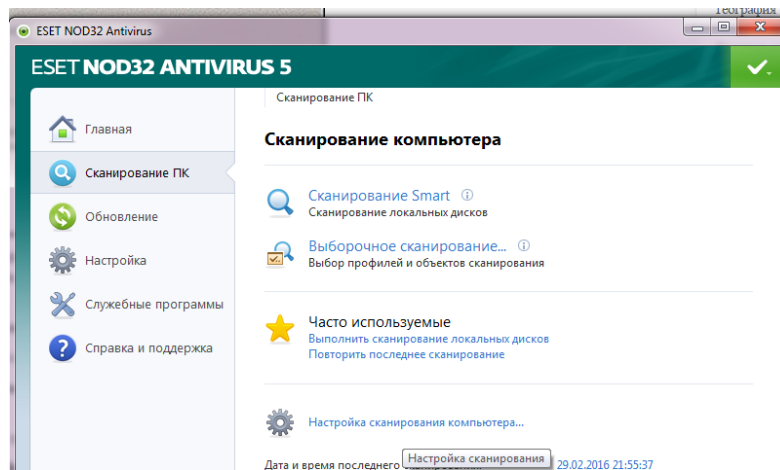 География
ESET NOD32 Antivirus
ESET NOD32 ANTIVIRUS 5
Сканирование ПК
Главная
Сканирование компьютера
Сканирование ПК
Сканирование Smart
Сканирование локальных дисков
Обновление
Выборочное сканирование...
Выбор профилей и объектов сканирования
Настройка
Служебные программы
Часто используемые
Выполнить сканирование локальных дисков
Повторить последнее сканирование
Справка и поддержка
Настройка сканирования компьютера...
Настройка сканирования
Дата и время последнего 29.02.2016 21:55:37